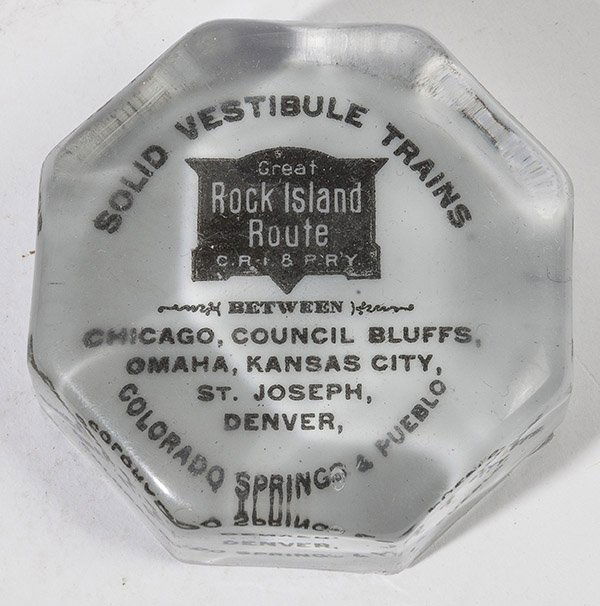 SOLID VESTIBULE TRAINS
Great
Rock Island
Route
C.R.I. & P.R'Y
BETWEEN
CHICAGO, COUNCIL BLUFFS,
OMAHA, KANSAS CITY,
ST. JOSEPH,
DENVER,
COLORADO SPRINGS & PUEBLO